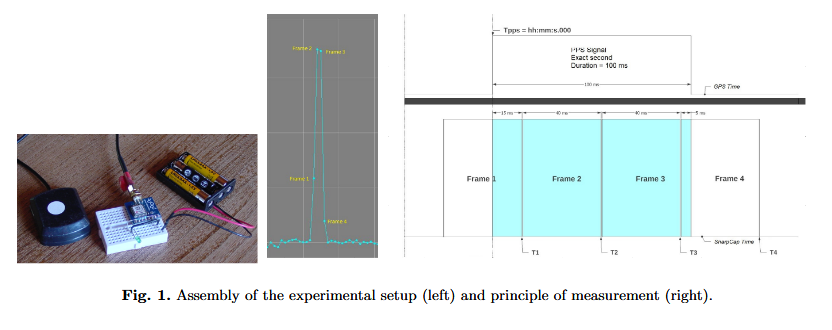 Frame 2
Frame 3
Frame 1
Frame 4
Tpps = hh:mm:s.000
PPS Signal
Exact second
Duration = 100 ms
100 ms
GPS Time
15 ms
40 ms
40 ms
5 ms
Frame 1
Frame 2
Frame 3
Frame 4
SharpCap Time
T1
T2
T3
T4
Fig. 1. Assembly of the experimental setup (left) and principle of measurement (right).